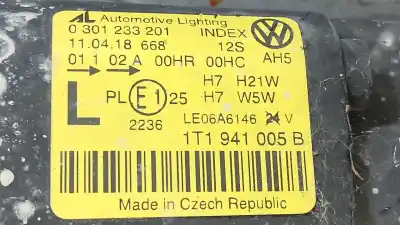 AL Automotive Lighting
0 301 233 201 INDEX
11.04.18 668 12S
01 1 02 A 00HR 00HC AH5
H7 H21W
L PL E1 25 H7 W5W
2236 LE06A6146 24 V
1T1 941 005 B
Made in Czech Republic